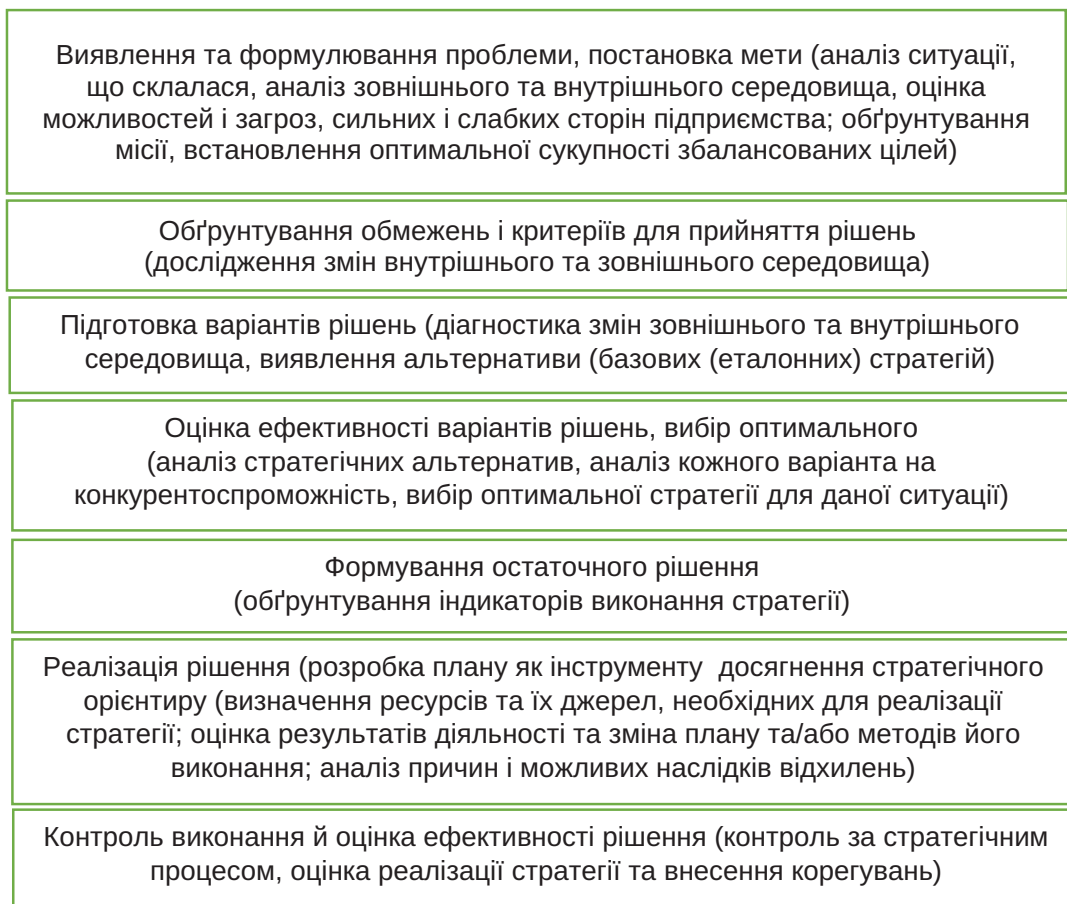 Виявлення та формулювання проблеми, постановка мети (аналіз ситуації,
що склалася, аналіз зовнішнього та внутрішнього середовища, оцінка
можливостей і загроз, сильних і слабких сторін підприємства; обґрунтування
місії, встановлення оптимальної сукупності збалансованих цілей)
Обґрунтування обмежень і критеріїв для прийняття рішень
(дослідження змін внутрішнього та зовнішнього середовища)
Підготовка варіантів рішень (діагностика змін зовнішнього та внутрішнього
середовища, виявлення альтернативи (базових (еталонних) стратегій)
Оцінка ефективності варіантів рішень, вибір оптимального
(аналіз стратегічних альтернатив, аналіз кожного варіанта на
конкурентоспроможність, вибір оптимальної стратегії для даної ситуації)
Формування остаточного рішення
(обґрунтування індикаторів виконання стратегії)
Реалізація рішення (розробка плану як інструменту досягнення стратегічного
орієнтиру (визначення ресурсів та їх джерел, необхідних для реалізації
стратегії; оцінка результатів діяльності та зміна плану та/або методів його
виконання; аналіз причин і можливих наслідків відхилень)
Контроль виконання й оцінка ефективності рішення (контроль за стратегічним
процесом, оцінка реалізації стратегії та внесення корегувань)